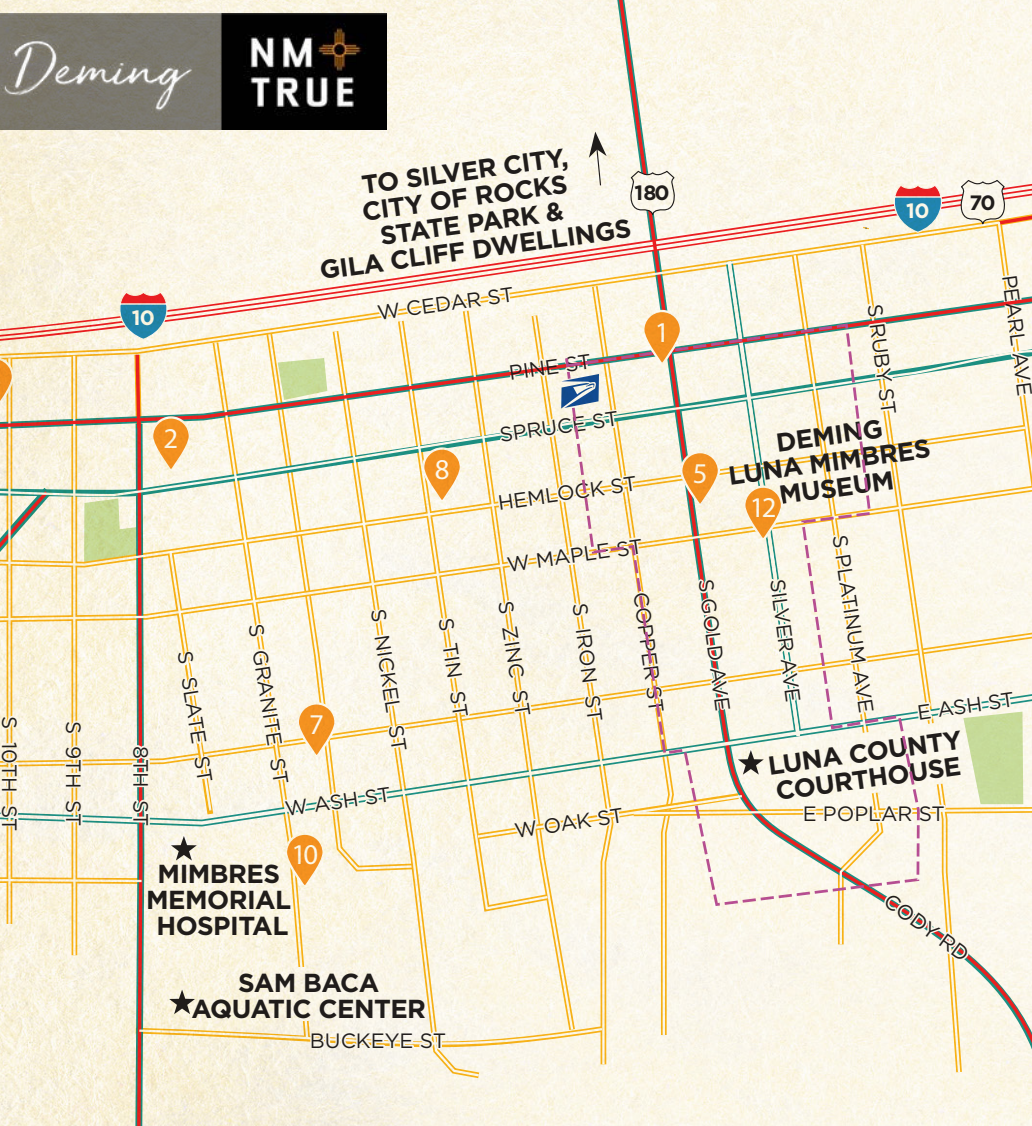 Deming
NM
TRUE
TO SILVER CITY,
CITY OF ROCKS
STATE PARK &
GILA CLIFF DWELLINGS
180
10
70
10
W CEDAR ST
PEARL AVE
S RUBY ST
1
PINE ST
2
SPRUCE ST
8
5
DEMING
LUNA MIMBRES
MUSEUM
12
HEMLOCK ST
W MAPLE ST
S 10TH ST
S 9TH ST
8TH ST
S SLATE ST
S GRANITE ST
S NICKEL ST
S TIN ST
S ZINC ST
S IRON ST
COPPER ST
S GOLD AVE
SILVER AVE
S PLATINUM AVE
7
E ASH ST
LUNA COUNTY
COURTHOUSE
W ASH ST
W OAK ST
E POPLAR ST
10
MIMBRES
MEMORIAL
HOSPITAL
CODY RD
SAM BACA
AQUATIC CENTER
BUCKEYE ST